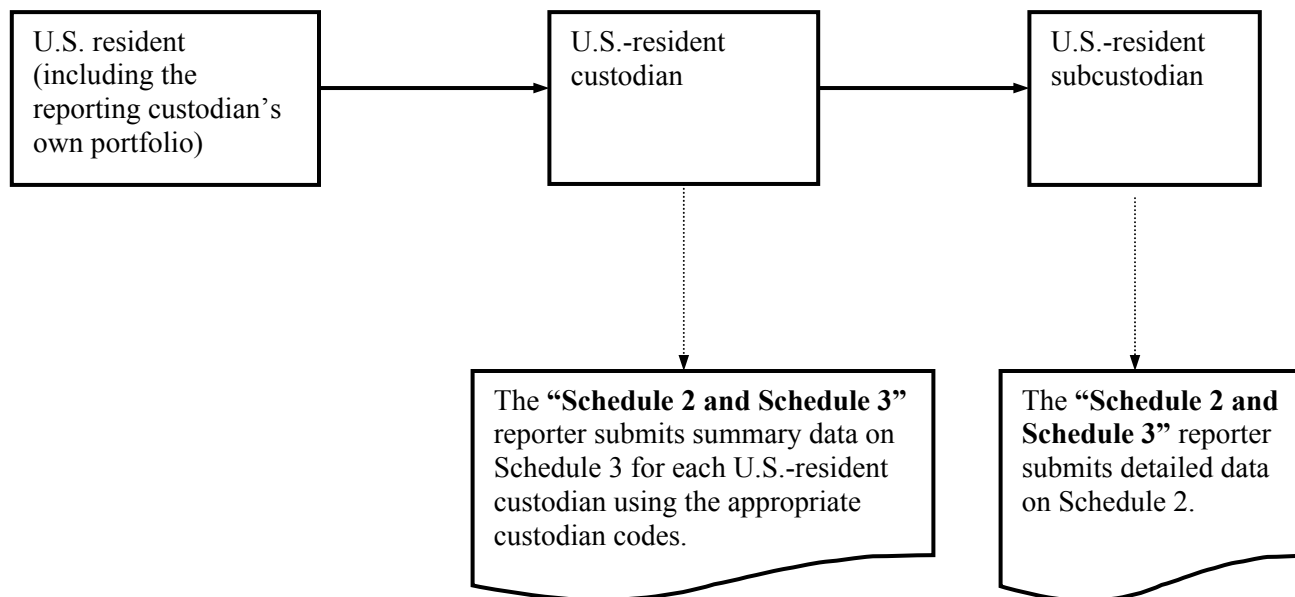 U.S. resident
(including the
reporting custodian’s
own portfolio)
U.S.-resident
custodian
U.S.-resident
subcustodian
The “Schedule 2 and Schedule 3”
reporter submits summary data on
Schedule 3 for each U.S.-resident
custodian using the appropriate
custodian codes.
The “Schedule 2 and
Schedule 3” reporter
submits detailed data
on Schedule 2.